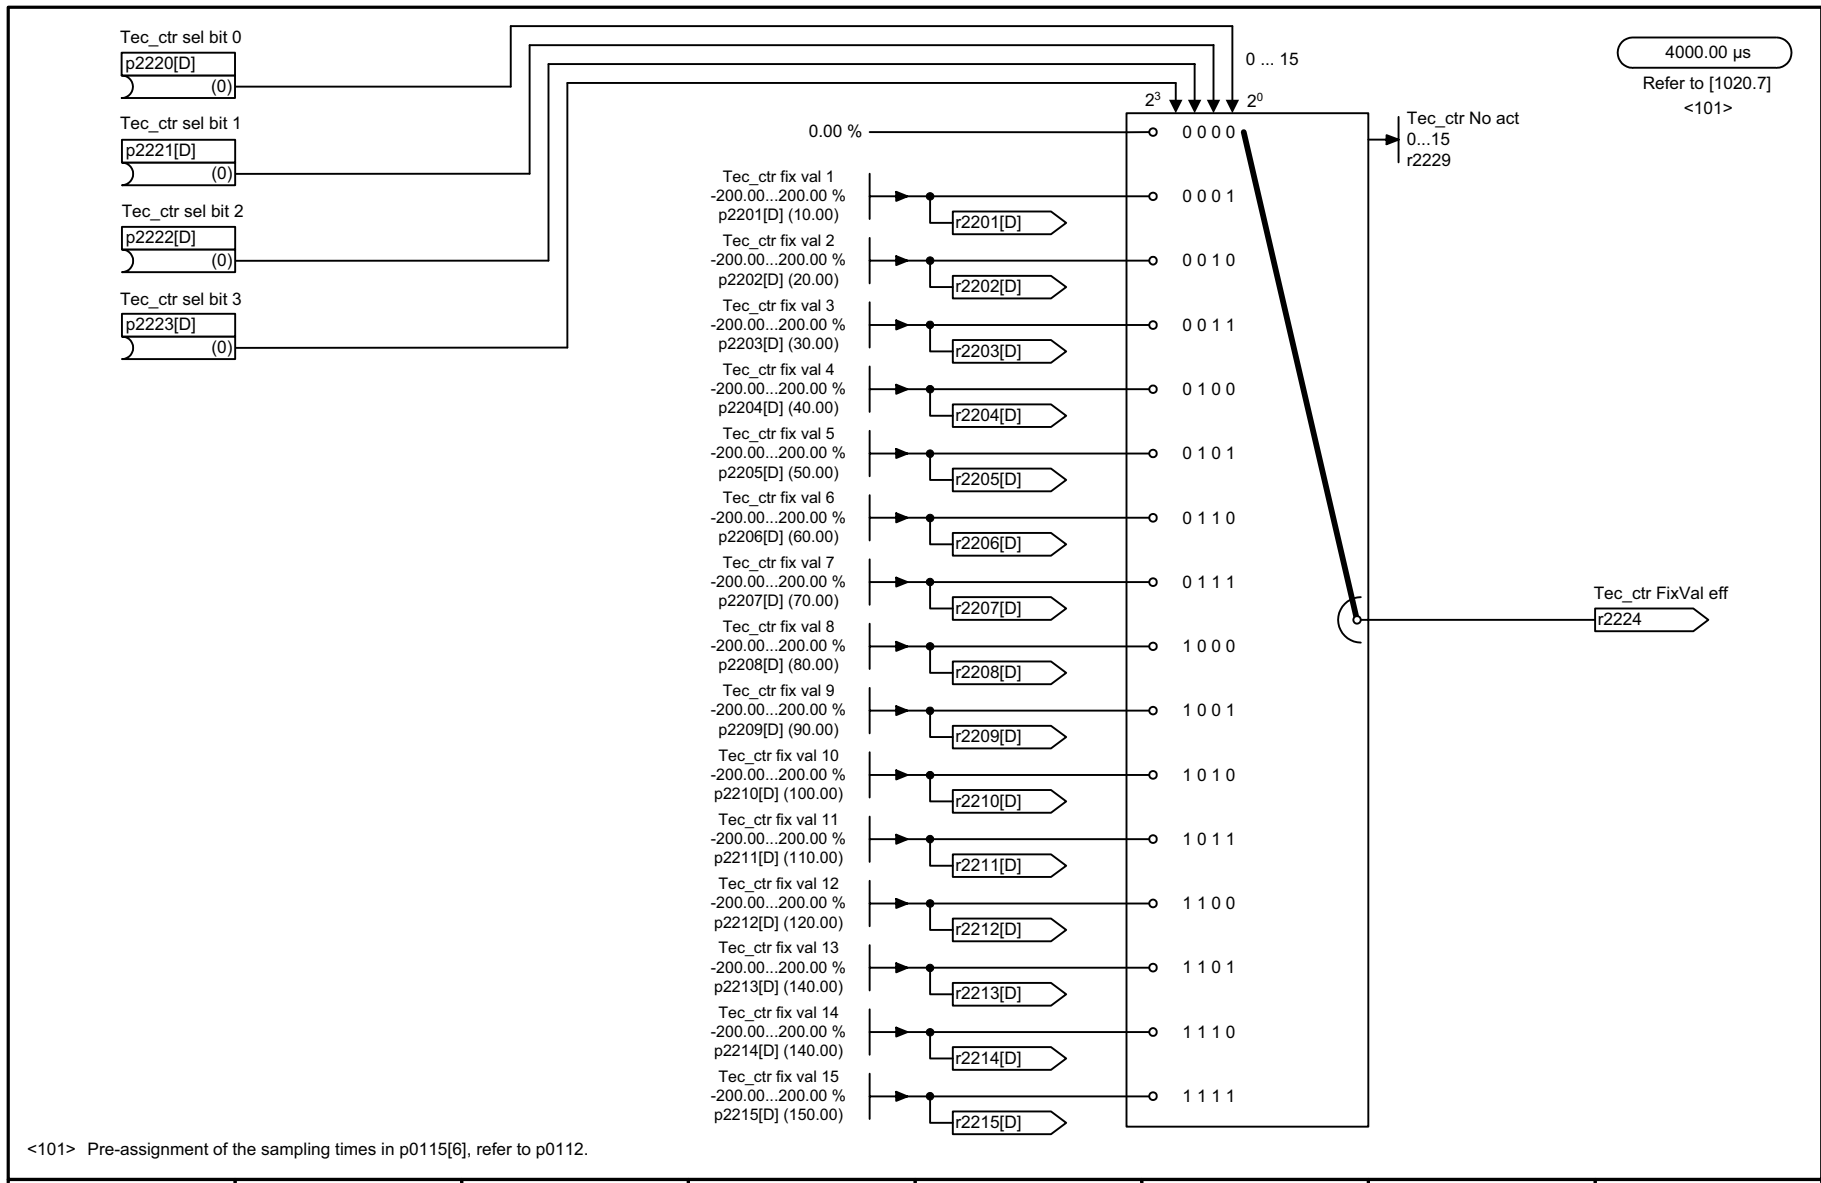 Tec_ctr sel bit 0
p2220[D]
(0)
Tec_ctr sel bit 1
p2221[D]
(0)
Tec_ctr sel bit 2
p2222[D]
(0)
Tec_ctr sel bit 3
p2223[D]
(0)
0 ... 15
2³ 2⁰
4000.00 µs
Refer to [1020.7]
<101>
Tec_ctr No act
0...15
r2229
0.00 % 0 0 0 0
Tec_ctr fix val 1
-200.00...200.00 % 0 0 0 1
p2201[D] (10.00) r2201[D]
Tec_ctr fix val 2
-200.00...200.00 % 0 0 1 0
p2202[D] (20.00) r2202[D]
Tec_ctr fix val 3
-200.00...200.00 % 0 0 1 1
p2203[D] (30.00) r2203[D]
Tec_ctr fix val 4
-200.00...200.00 % 0 1 0 0
p2204[D] (40.00) r2204[D]
Tec_ctr fix val 5
-200.00...200.00 % 0 1 0 1
p2205[D] (50.00) r2205[D]
Tec_ctr fix val 6
-200.00...200.00 % 0 1 1 0
p2206[D] (60.00) r2206[D]
Tec_ctr fix val 7
-200.00...200.00 % 0 1 1 1
p2207[D] (70.00) r2207[D]
Tec_ctr fix val 8
-200.00...200.00 % 1 0 0 0
p2208[D] (80.00) r2208[D]
Tec_ctr fix val 9
-200.00...200.00 % 1 0 0 1
p2209[D] (90.00) r2209[D]
Tec_ctr fix val 10
-200.00...200.00 % 1 0 1 0
p2210[D] (100.00) r2210[D]
Tec_ctr fix val 11
-200.00...200.00 % 1 0 1 1
p2211[D] (110.00) r2211[D]
Tec_ctr fix val 12
-200.00...200.00 % 1 1 0 0
p2212[D] (120.00) r2212[D]
Tec_ctr fix val 13
-200.00...200.00 % 1 1 0 1
p2213[D] (140.00) r2213[D]
Tec_ctr fix val 14
-200.00...200.00 % 1 1 1 0
p2214[D] (140.00) r2214[D]
Tec_ctr fix val 15
-200.00...200.00 % 1 1 1 1
p2215[D] (150.00) r2215[D]
Tec_ctr FixVal eff
r2224
<101> Pre-assignment of the sampling times in p0115[6], refer to p0112.